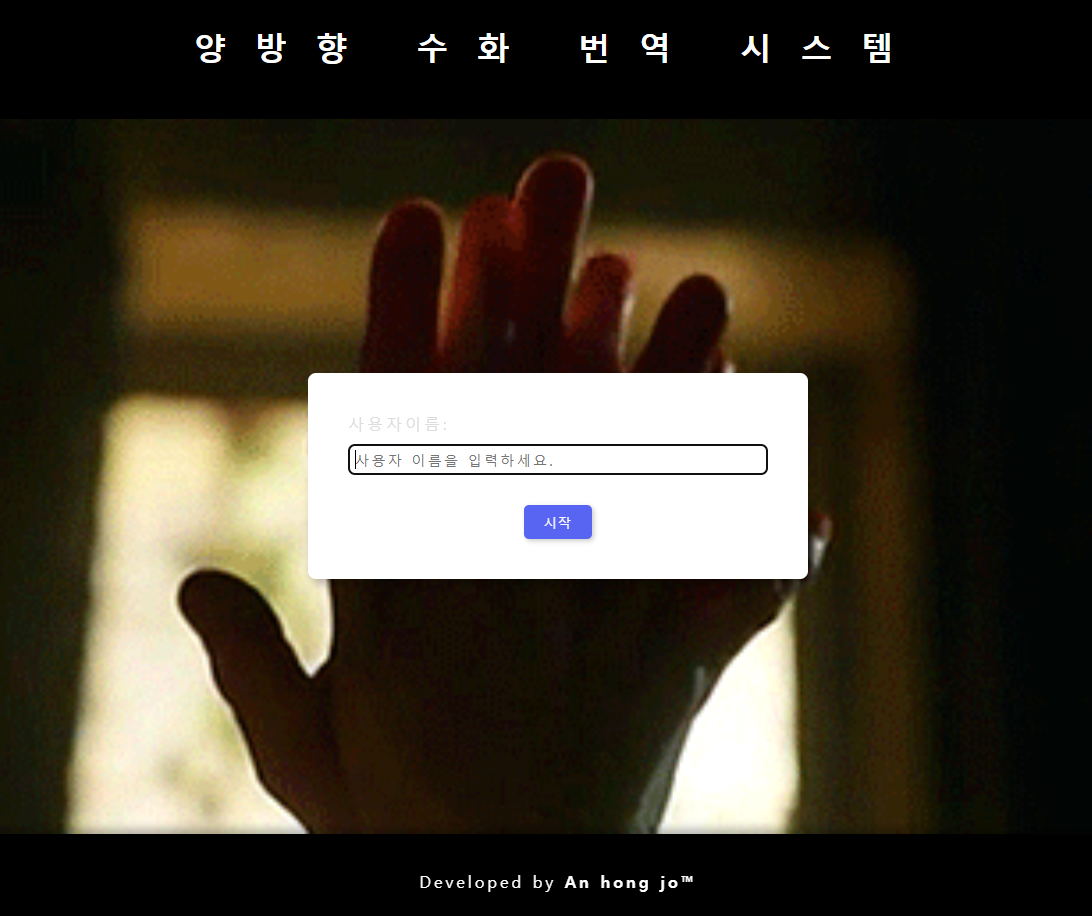 양 방 향 수 화 번 역 시 스 템
사용자이름:
사용자 이름을 입력하세요.
시작
Developed by An hong jo™